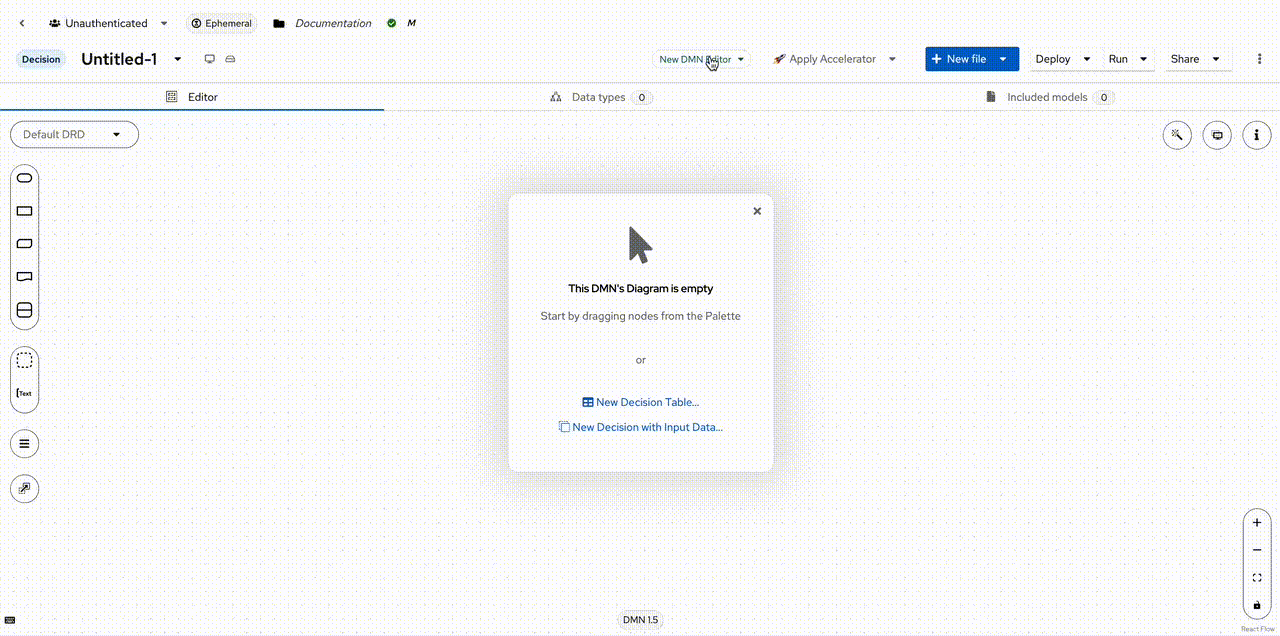 Unauthenticated Ephemeral Documentation M
Decision Untitled-1 New DMN Editor Apply Accelerator New file Deploy Run Share
Editor Data types 0 Included models 0
Default DRD
This DMN's Diagram is empty
Start by dragging nodes from the Palette
or
Text
New Decision Table...
New Decision with Input Data...
DMN 1.5
React Flow